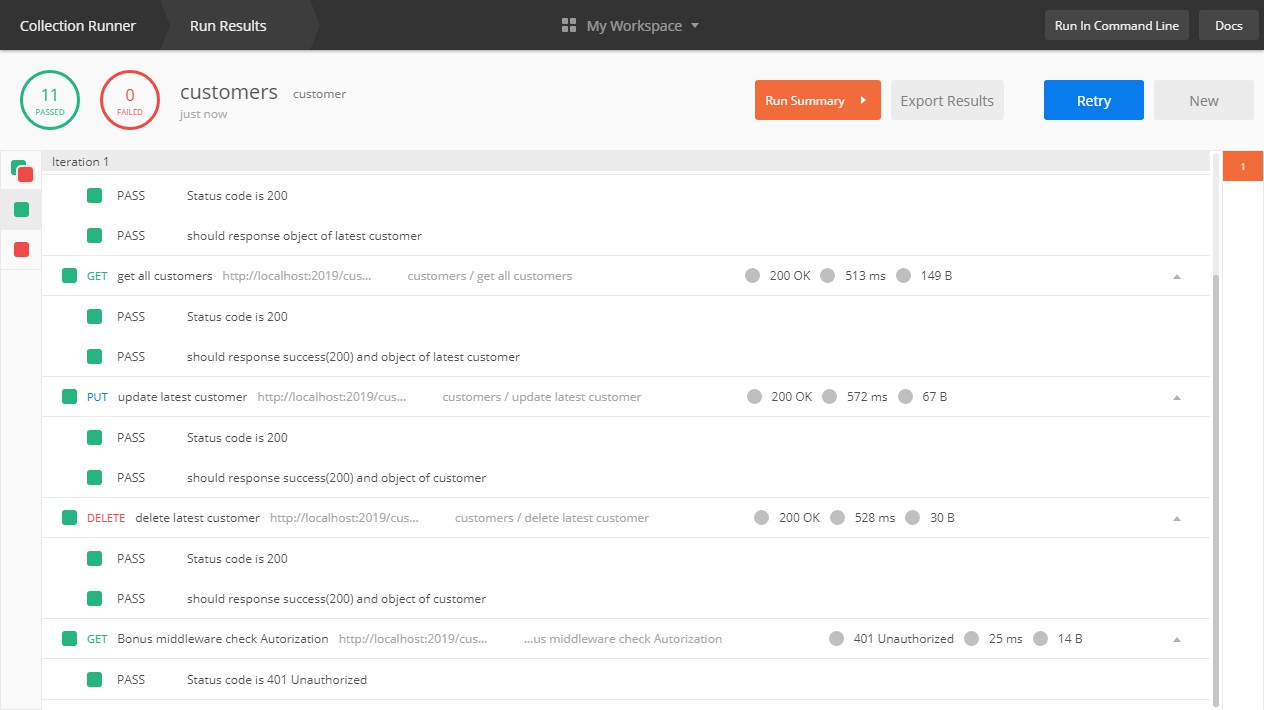 Collection Runner Run Results My Workspace Run In Command Line Docs
11 PASSED 0 FAILED customers customer just now Run Summary Export Results Retry New
Iteration 1 1
PASS Status code is 200
PASS should response object of latest customer
GET get all customers http://localhost:2019/cus... customers / get all customers 200 OK 513 ms 149 B
PASS Status code is 200
PASS should response success(200) and object of latest customer
PUT update latest customer http://localhost:2019/cus... customers / update latest customer 200 OK 572 ms 67 B
PASS Status code is 200
PASS should response success(200) and object of customer
DELETE delete latest customer http://localhost:2019/cus... customers / delete latest customer 200 OK 528 ms 30 B
PASS Status code is 200
PASS should response success(200) and object of customer
GET Bonus middleware check Autorization http://localhost:2019/cus... ...us middleware check Autorization 401 Unauthorized 25 ms 14 B
PASS Status code is 401 Unauthorized